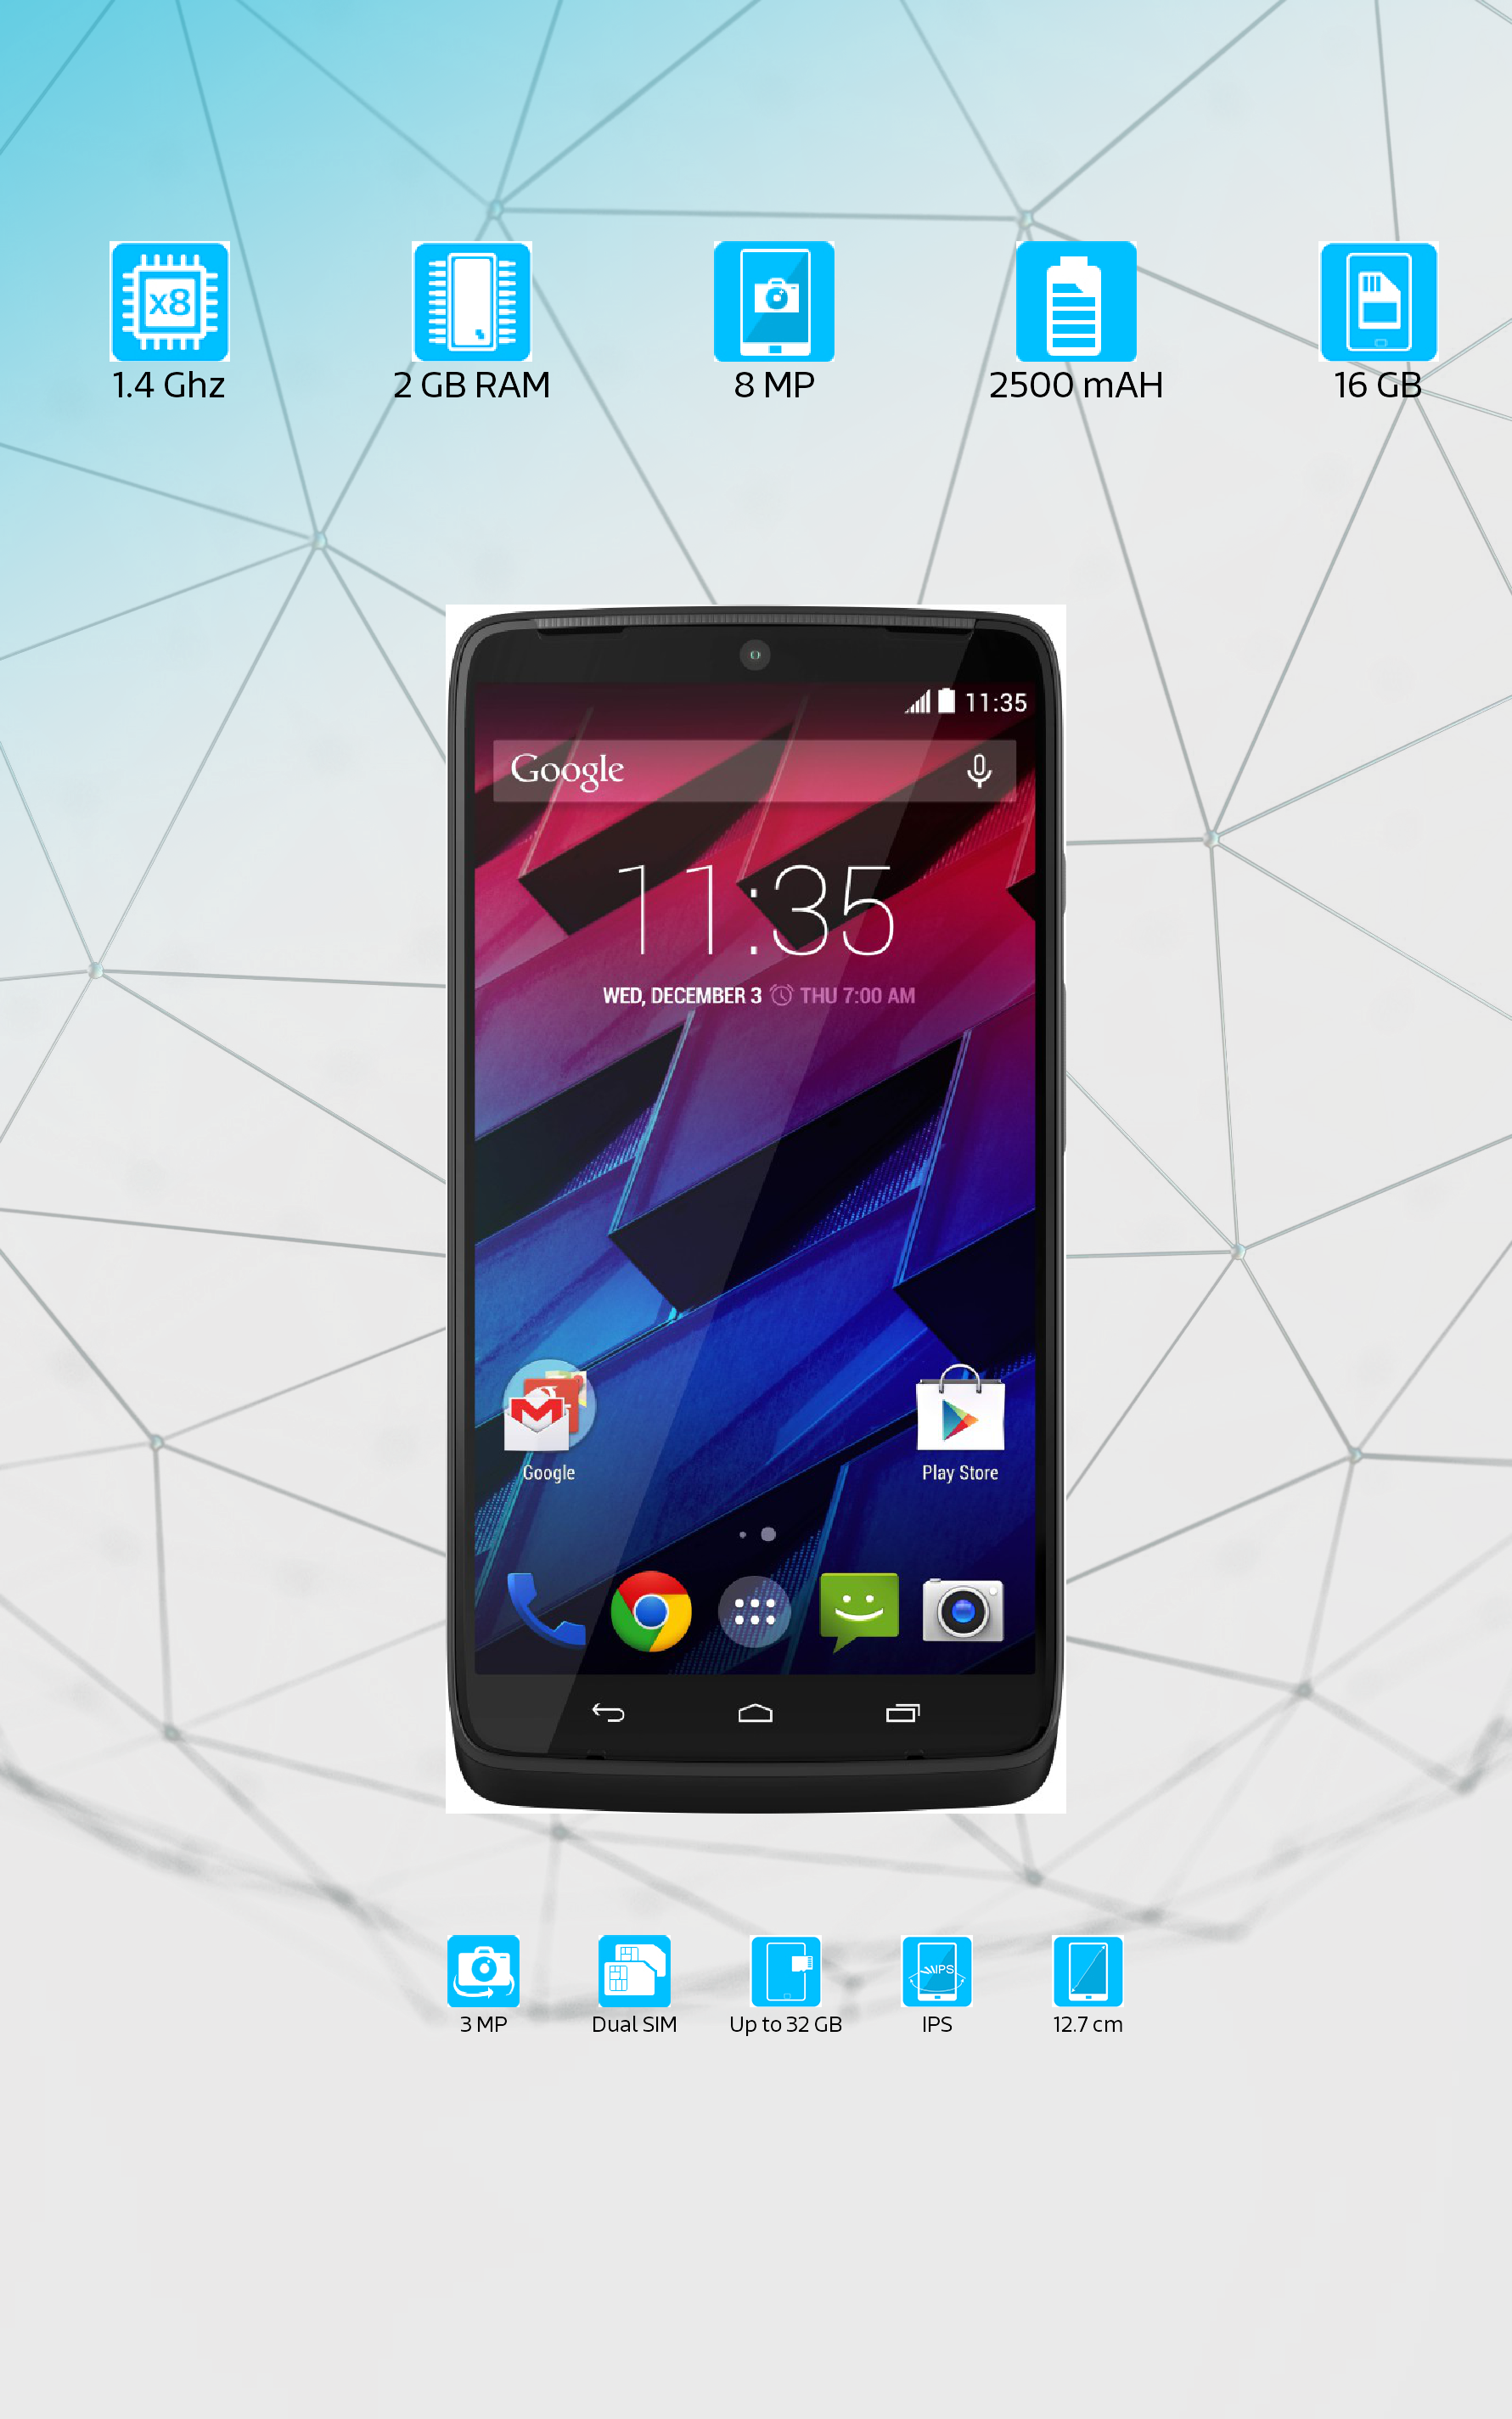 x8
1.4 Ghz
2 GB RAM
8 MP
2500 mAH
16 GB
11:35
Google
11:35
WED, DECEMBER 3 THU 7:00 AM
Google
Play Store
IPS
3 MP
Dual SIM
Up to 32 GB
IPS
12.7 cm